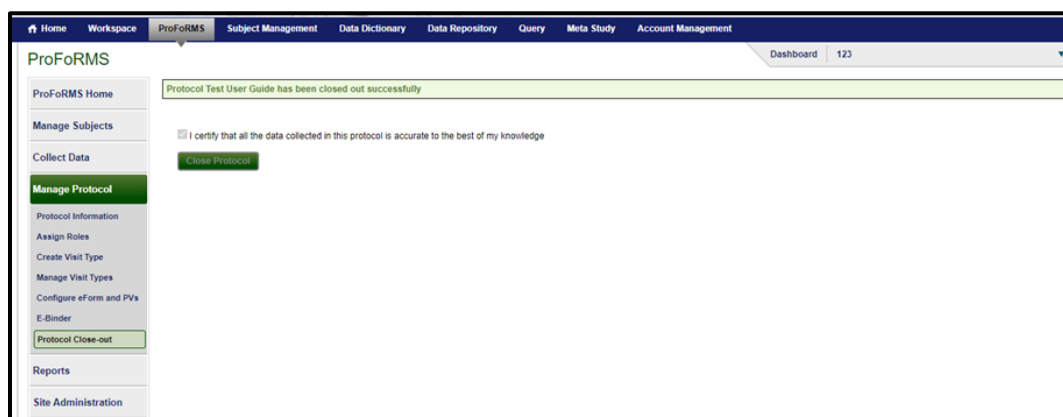 Home Workspace ProFoRMS Subject Management Data Dictionary Data Repository Query Meta Study Account Management
Dashboard 123
ProFoRMS
ProFoRMS Home
Manage Subjects
Collect Data
Manage Protocol
Protocol Information
Assign Roles
Create Visit Type
Manage Visit Types
Configure eForm and PVs
E-Binder
Protocol Close-out
Reports
Site Administration
Protocol Test User Guide has been closed out successfully
I certify that all the data collected in this protocol is accurate to the best of my knowledge
Close Protocol